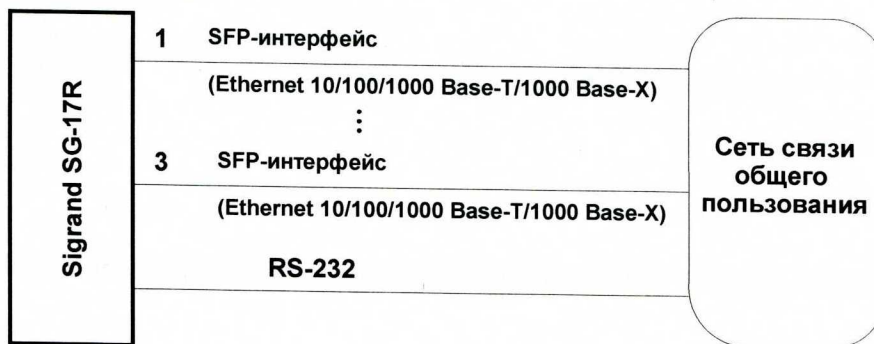 Sigrand SG-17R
1 SFP-интерфейс
(Ethernet 10/100/1000 Base-T/1000 Base-X)
⋮
3 SFP-интерфейс
(Ethernet 10/100/1000 Base-T/1000 Base-X)
RS-232
Сеть связи
общего
пользования